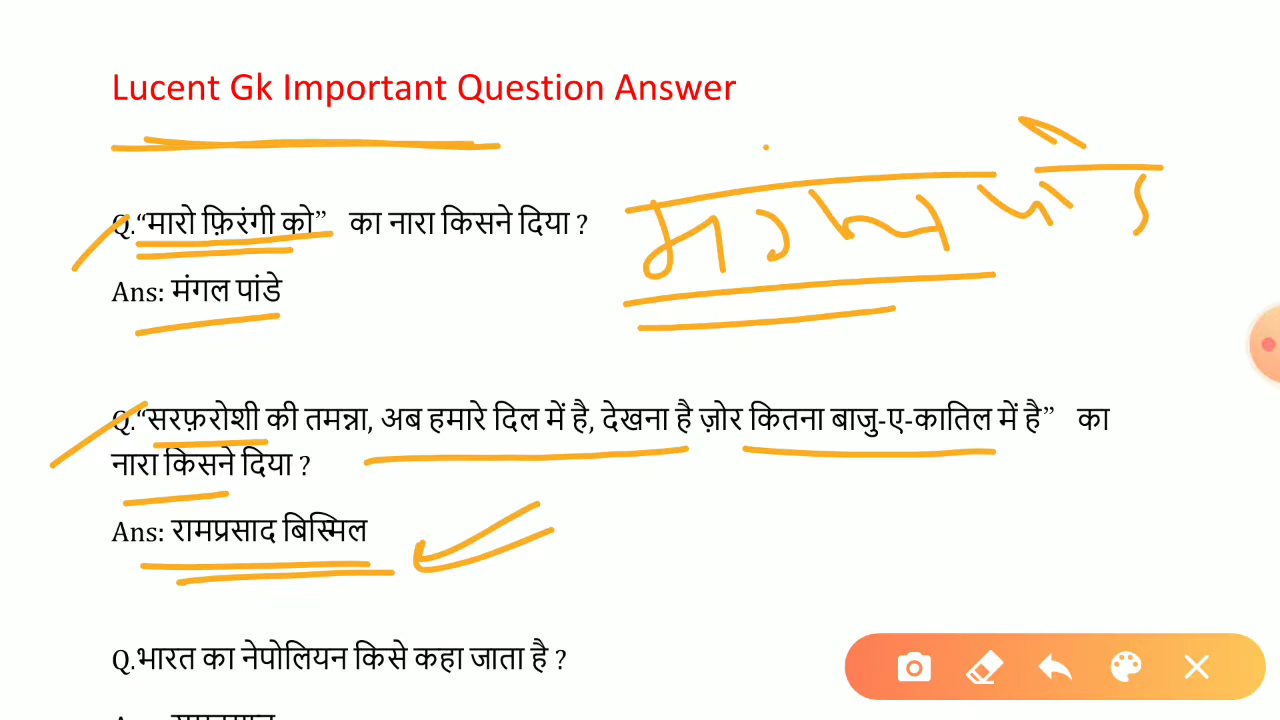 Lucent Gk Important Question Answer
Q.“मारो फ़िरंगी को” का नारा किसने दिया ?
Ans: मंगल पांडे
मंगल पांडे
Q.“सरफ़रोशी की तमन्ना, अब हमारे दिल में है, देखना है ज़ोर कितना बाजु-ए-कातिल में है” का
नारा किसने दिया ?
Ans: रामप्रसाद बिस्मिल
Q.भारत का नेपोलियन किसे कहा जाता है ?